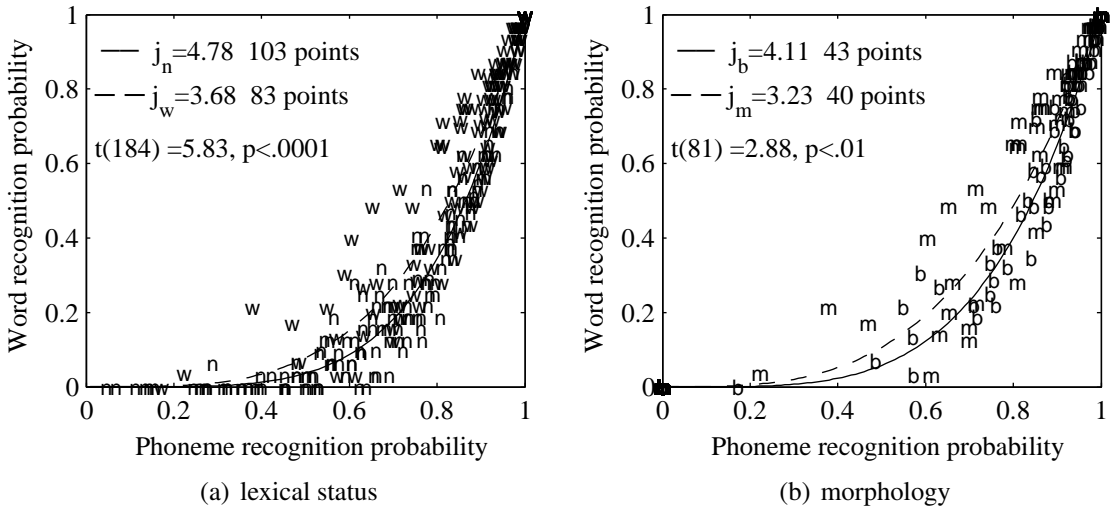 j_n=4.78 103 points
j_w=3.68 83 points
t(184) =5.83, p<.0001
Word recognition probability
1
0.8
0.6
0.4
0.2
0
0 0.2 0.4 0.6 0.8 1
Phoneme recognition probability
(a) lexical status
j_b=4.11 43 points
j_m=3.23 40 points
t(81) =2.88, p<.01
Word recognition probability
1
0.8
0.6
0.4
0.2
0
0 0.2 0.4 0.6 0.8 1
Phoneme recognition probability
(b) morphology